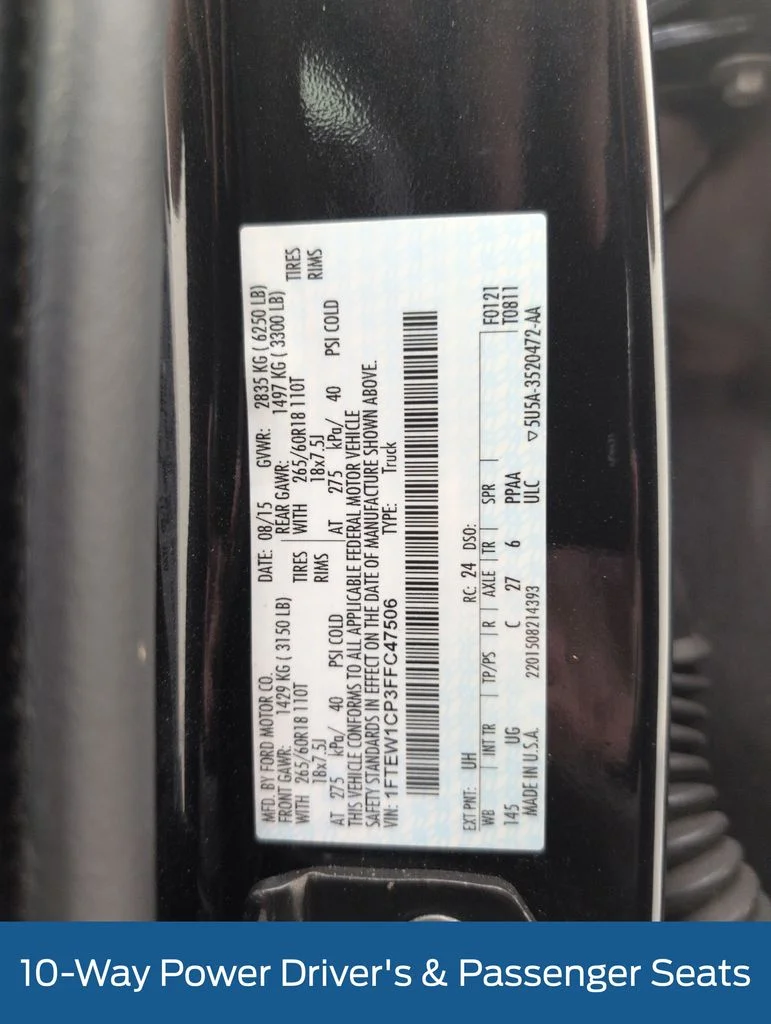 MFD. BY FORD MOTOR CO. DATE: 08/15 GVWR: 2835 KG ( 6250 LB)
FRONT GAWR: 1429 KG ( 3150 LB) REAR GAWR: 1497 KG ( 3300 LB)
WITH 265/60R18 110T TIRES WITH 265/60R18 110T TIRES
18x7.5J RIMS 18x7.5J RIMS
AT 275 kPa/ 40 PSI COLD AT 275 kPa/ 40 PSI COLD
THIS VEHICLE CONFORMS TO ALL APPLICABLE FEDERAL MOTOR VEHICLE
SAFETY STANDARDS IN EFFECT ON THE DATE OF MANUFACTURE SHOWN ABOVE.
VIN: 1FTEW1CP3FFC47506 TYPE: Truck
EXT PNT: UH RC: 24 DSO: F0121
WB INT TR TP/PS R AXLE TR SPR T0811
145 UG C 27 6 PPAA
MADE IN U.S.A. 2201508214393 ULC ▽5U5A-3520472-AA
10-Way Power Driver's & Passenger Seats